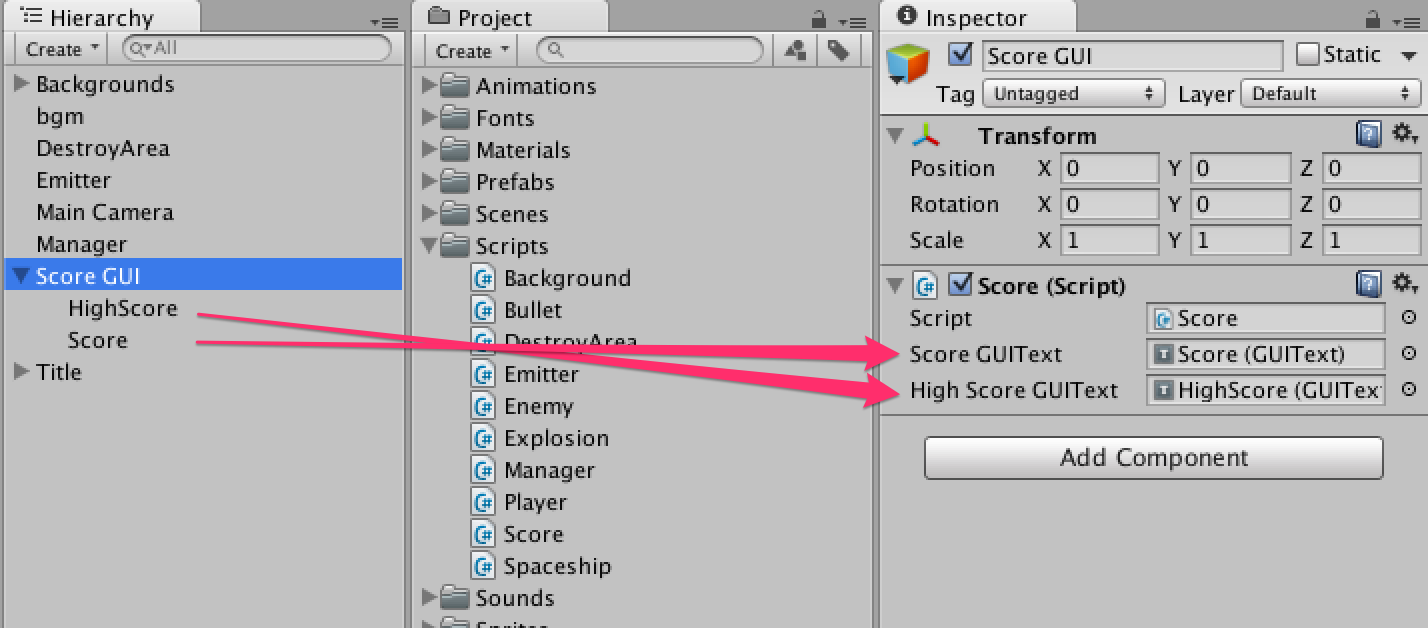 Hierarchy
Create
All
Backgrounds
bgm
DestroyArea
Emitter
Main Camera
Manager
Score GUI
HighScore
Score
Title
Project
Create
Animations
Fonts
Materials
Prefabs
Scenes
Scripts
Background
Bullet
DestroyArea
Emitter
Enemy
Explosion
Manager
Player
Score
Spaceship
Sounds
Sprites
Inspector
Score GUI
Static
Tag Untagged Layer Default
Transform
Position X 0 Y 0 Z 0
Rotation X 0 Y 0 Z 0
Scale X 1 Y 1 Z 1
Score (Script)
Script Score
Score GUIText Score (GUIText)
High Score GUIText HighScore (GUITex
Add Component